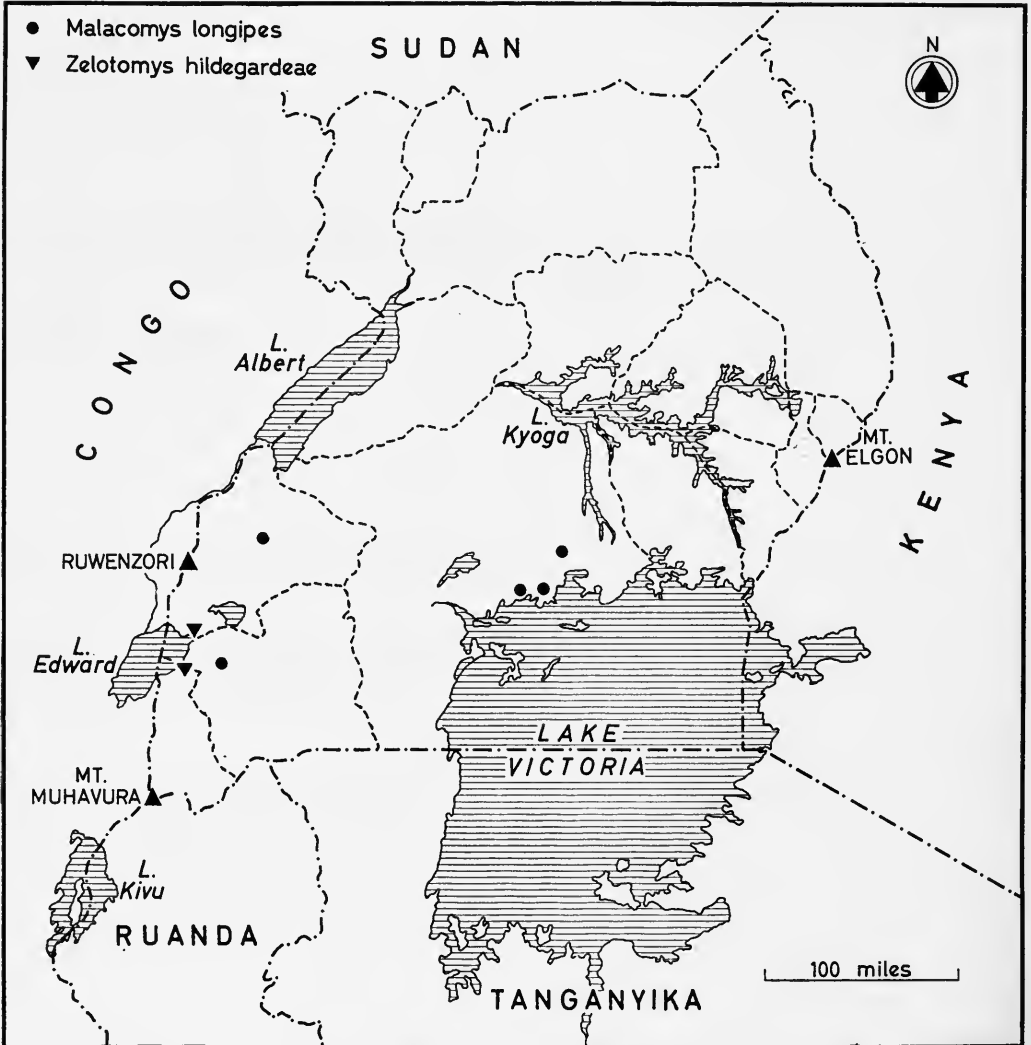 Malacomys longipes
Zelotomys hildegardeae
SUDAN
N
CONGO
L.
Albert
L.
Kyoga
MT.
ELGON
KENYA
RUWENZORI
L.
Edward
LAKE
VICTORIA
MT.
MUHAVURA
L.
Kivu
RUANDA
100 miles
TANGANYIKA